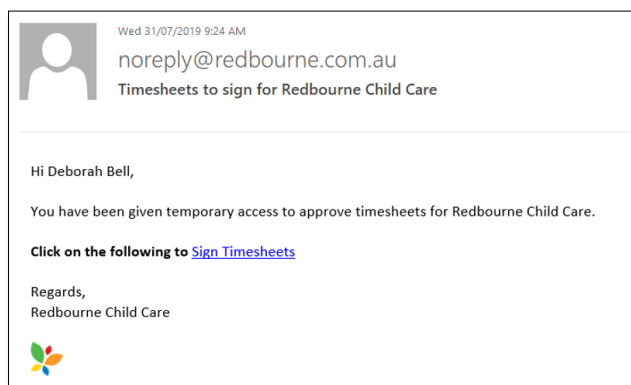 Wed 31/07/2019 9:24 AM
noreply@redbourne.com.au
Timesheets to sign for Redbourne Child Care
Hi Deborah Bell,
You have been given temporary access to approve timesheets for Redbourne Child Care.
Click on the following to Sign Timesheets
Regards,
Redbourne Child Care